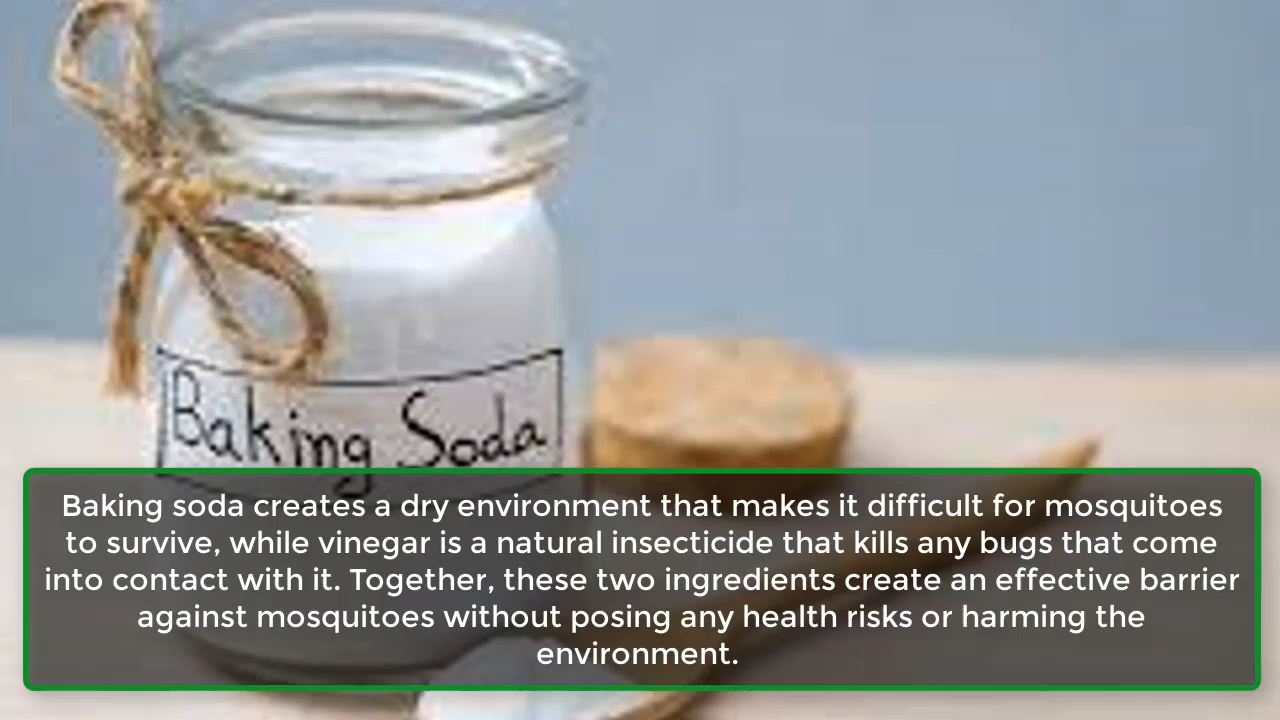 Baking Soda
Baking soda creates a dry environment that makes it difficult for mosquitoes
to survive, while vinegar is a natural insecticide that kills any bugs that come
into contact with it. Together, these two ingredients create an effective barrier
against mosquitoes without posing any health risks or harming the
environment.